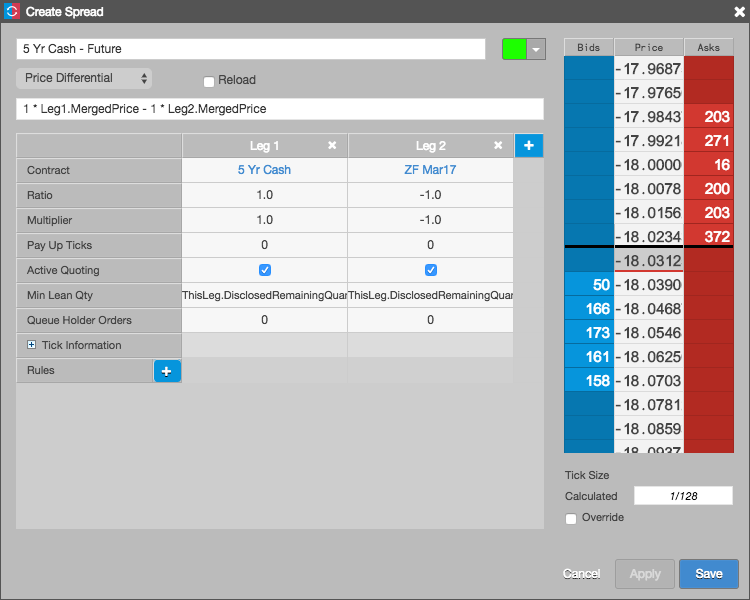 Create Spread
5 Yr Cash - Future
Price Differential
Reload
1 * Leg1.MergedPrice - 1 * Leg2.MergedPrice
Leg 1 Leg 2
Contract 5 Yr Cash ZF Mar17
Ratio 1.0 -1.0
Multiplier 1.0 -1.0
Pay Up Ticks 0 0
Active Quoting
Min Lean Qty ThisLeg.DisclosedRemainingQuar ThisLeg.DisclosedRemainingQuar
Queue Holder Orders 0 0
Tick Information
Rules
Bids Price Asks
-17.9687
-17.9765
-17.9843 203
-17.9921 271
-18.0000 16
-18.0078 200
-18.0156 203
-18.0234 372
-18.0312
50 -18.0390
166 -18.0468
173 -18.0546
161 -18.0625
158 -18.0703
-18.0781
-18.0859
-18.0937
Tick Size
Calculated 1/128
Override
Cancel Apply Save